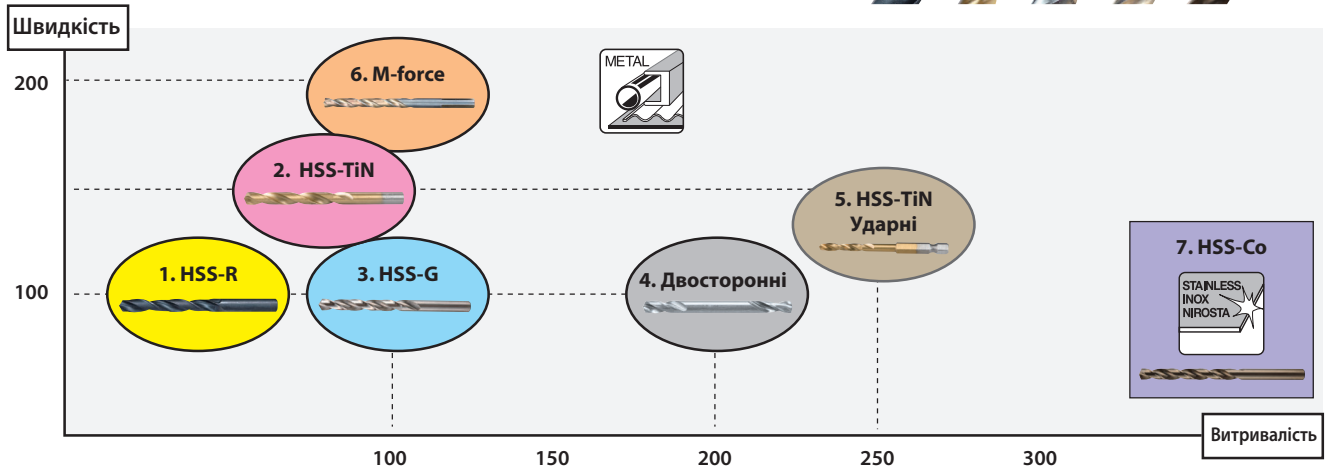 Швидкість
200
6. M-force
METAL
2. HSS-TiN
5. HSS-TiN
Ударні
1. HSS-R
3. HSS-G
4. Двосторонні
7. HSS-Co
STAINLESS
INOX
NIROSTA
100
Витривалість
100
150
200
250
300